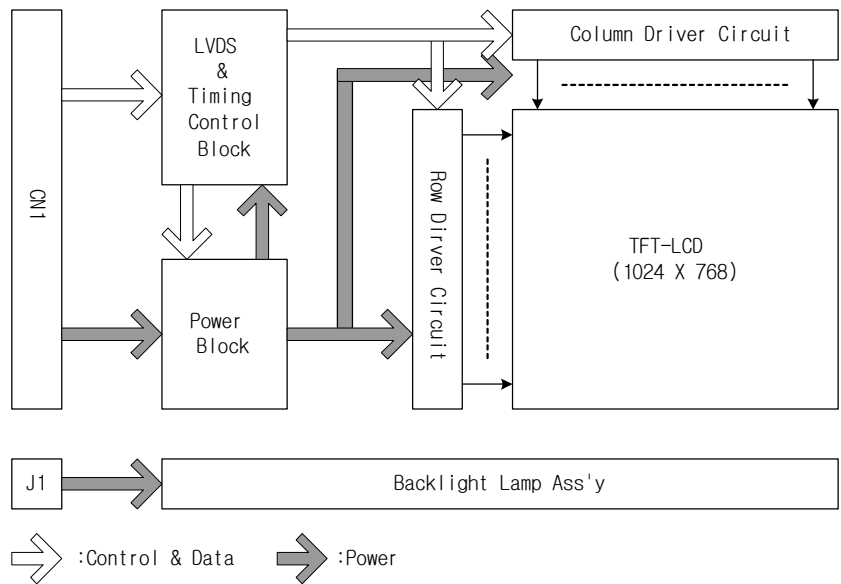 LVDS
&
Timing
Control
Block
Column Driver Circuit
CN1
Row Dirver Circuit
TFT-LCD
(1024 X 768)
Power
Block
J1
Backlight Lamp Ass'y
:Control & Data
:Power